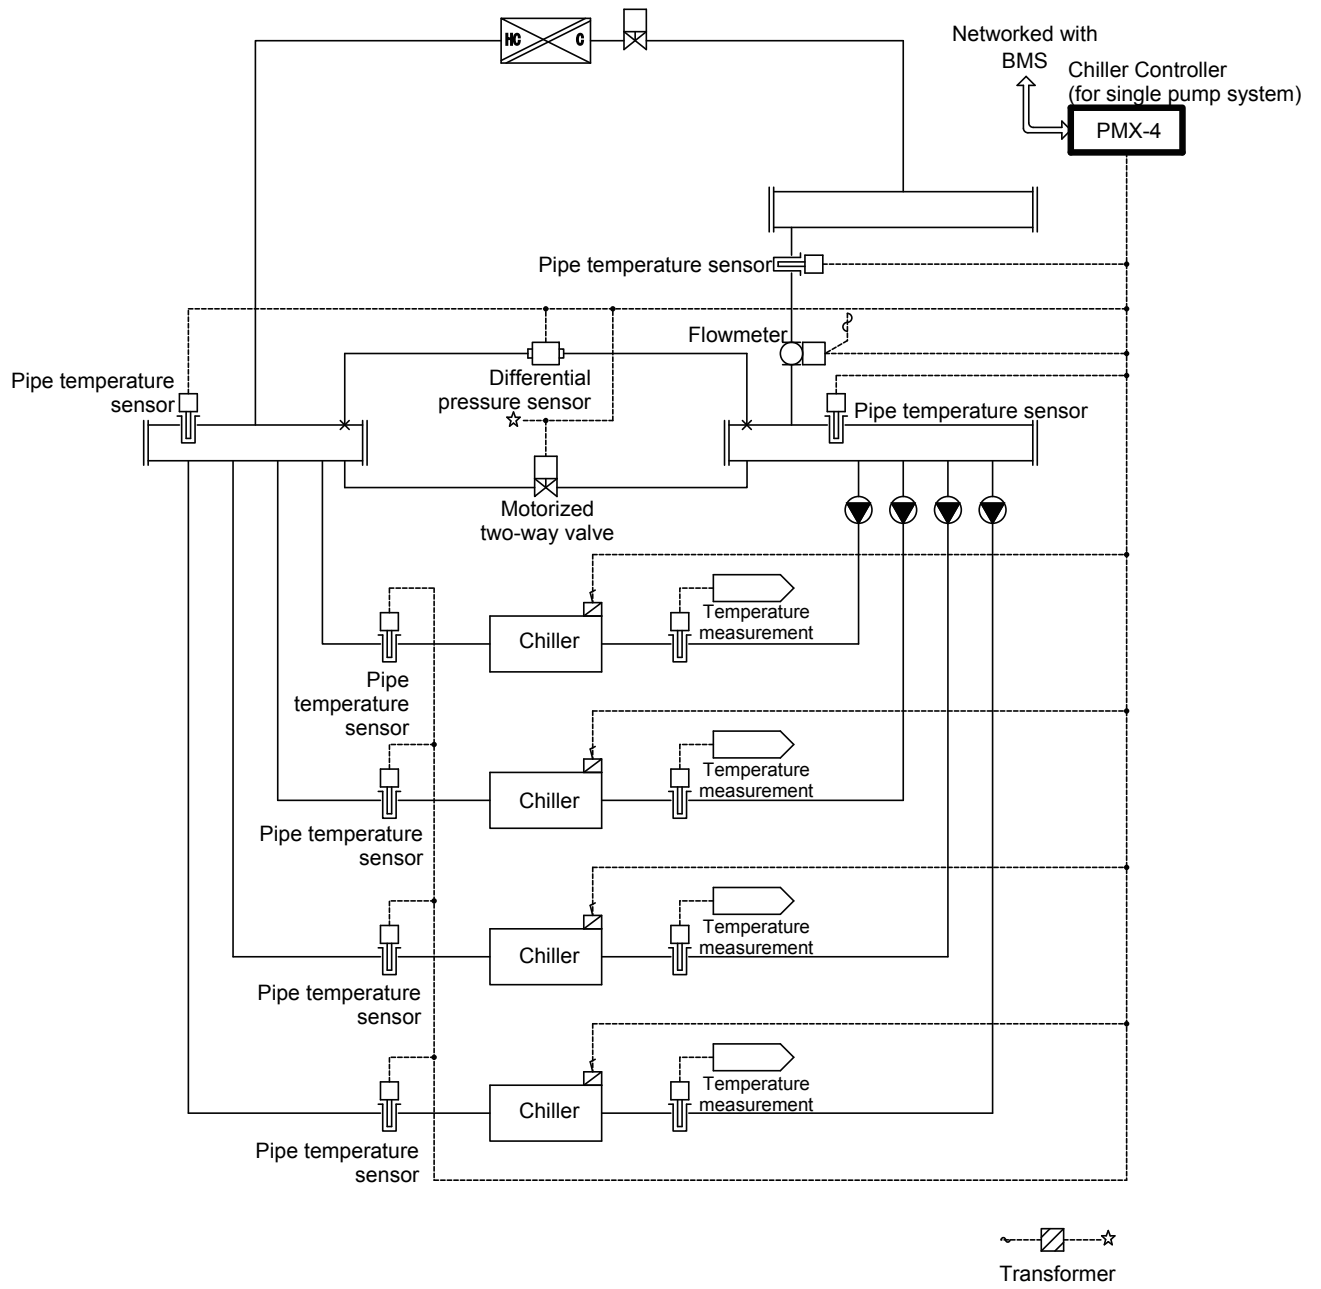 HC C
Networked with
BMS
Chiller Controller
(for single pump system)
PMX-4
Pipe temperature sensor
Flowmeter
Pipe temperature
sensor
Differential
pressure sensor
Pipe temperature sensor
Motorized
two-way valve
Temperature
measurement
Chiller
Pipe
temperature
sensor
Temperature
measurement
Chiller
Pipe temperature
sensor
Temperature
measurement
Chiller
Pipe temperature
sensor
Temperature
measurement
Chiller
Pipe temperature
sensor
Transformer